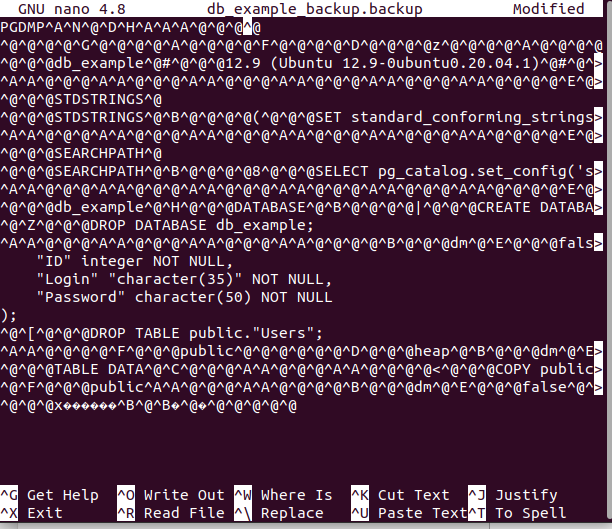 GNU nano 4.8 db_example_backup.backup Modified
PGDMP^A^N^@^D^H^A^A^A^@^@^@^@
^@^@^@^@^G^@^@^@^@^A^@^@^@^@^F^@^@^@^@^D^@^@^@^@z^@^@^@^@^A^@^@^@^@
^@^@^@db_example^@#^@^@^@12.9 (Ubuntu 12.9-0ubuntu0.20.04.1)^@#^@^>
^A^A^@^@^@^@^A^A^@^@^@^@^A^A^@^@^@^@^A^A^@^@^@^@^A^A^@^@^@^@^@^E^@>
^@^@^@STDSTRINGS^@
^@^@^@STDSTRINGS^@^B^@^@^@^@(^@^@^@SET standard_conforming_strings>
^A^A^@^@^@^@^A^A^@^@^@^@^A^A^@^@^@^@^A^A^@^@^@^@^A^A^@^@^@^@^@^E^@>
^@^@^@SEARCHPATH^@
^@^@^@SEARCHPATH^@^B^@^@^@^@8^@^@^@SELECT pg_catalog.set_config('s>
^A^A^@^@^@^@^A^A^@^@^@^@^A^A^@^@^@^@^A^A^@^@^@^@^A^A^@^@^@^@^@^E^@>
^@^@^@db_example^@^H^@^@^@DATABASE^@^B^@^@^@^@|^@^@^@CREATE DATABA>
^@^Z^@^@^@DROP DATABASE db_example;
^A^A^@^@^@^@^A^A^@^@^@^@^A^A^@^@^@^@^A^A^@^@^@^@^B^@^@^@dm^@^E^@^@^@fals>
"ID" integer NOT NULL,
"Login" "character(35)" NOT NULL,
"Password" character(50) NOT NULL
);
^@^[^@^@^@DROP TABLE public."Users";
^A^A^@^@^@^@^F^@^@^@public^@^@^@^@^@^D^@^@^@heap^@^B^@^@^@dm^@^E>
^@^@^@TABLE DATA^@^C^@^@^@^A^A^@^@^@^@^A^A^@^@^@^@<^@^@^@COPY public>
^@^F^@^@^@public^A^A^@^@^@^@^A^A^@^@^@^@^B^@^@^@dm^@^E^@^@^@false^@^>
^@^@^@^@x������^B^@^B�^@�^@^@^@^@^@
^G Get Help ^O Write Out ^W Where Is ^K Cut Text ^J Justify
^X Exit ^R Read File ^\ Replace ^U Paste Text ^T To Spell